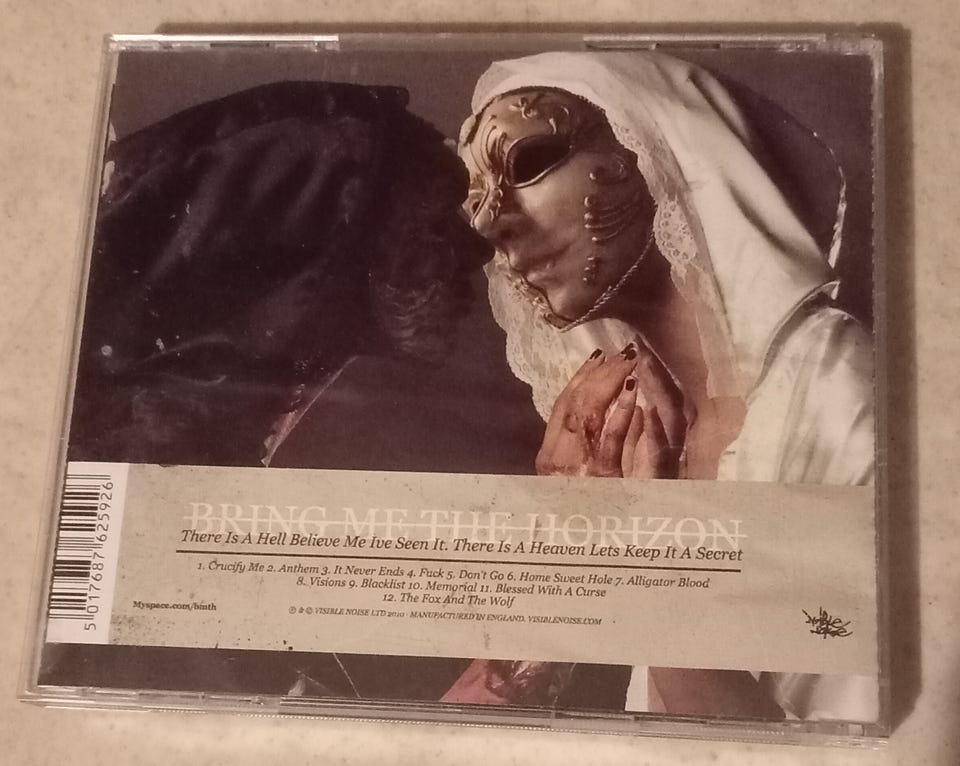 BRING ME THE HORIZON
There Is A Hell Believe Me Ive Seen It. There Is A Heaven Lets Keep It A Secret
1. Crucify Me 2. Anthem 3. It Never Ends 4. Fuck 5. Don't Go 6. Home Sweet Hole 7. Alligator Blood
8. Visions 9. Blacklist 10. Memorial 11. Blessed With A Curse
12. The Fox And The Wolf
Myspace.com/bmth
℗ & © VISIBLE NOISE LTD 2010 · MANUFACTURED IN ENGLAND. VISIBLENOISE.COM
VISIBLE
NOISE
5 017687 625926